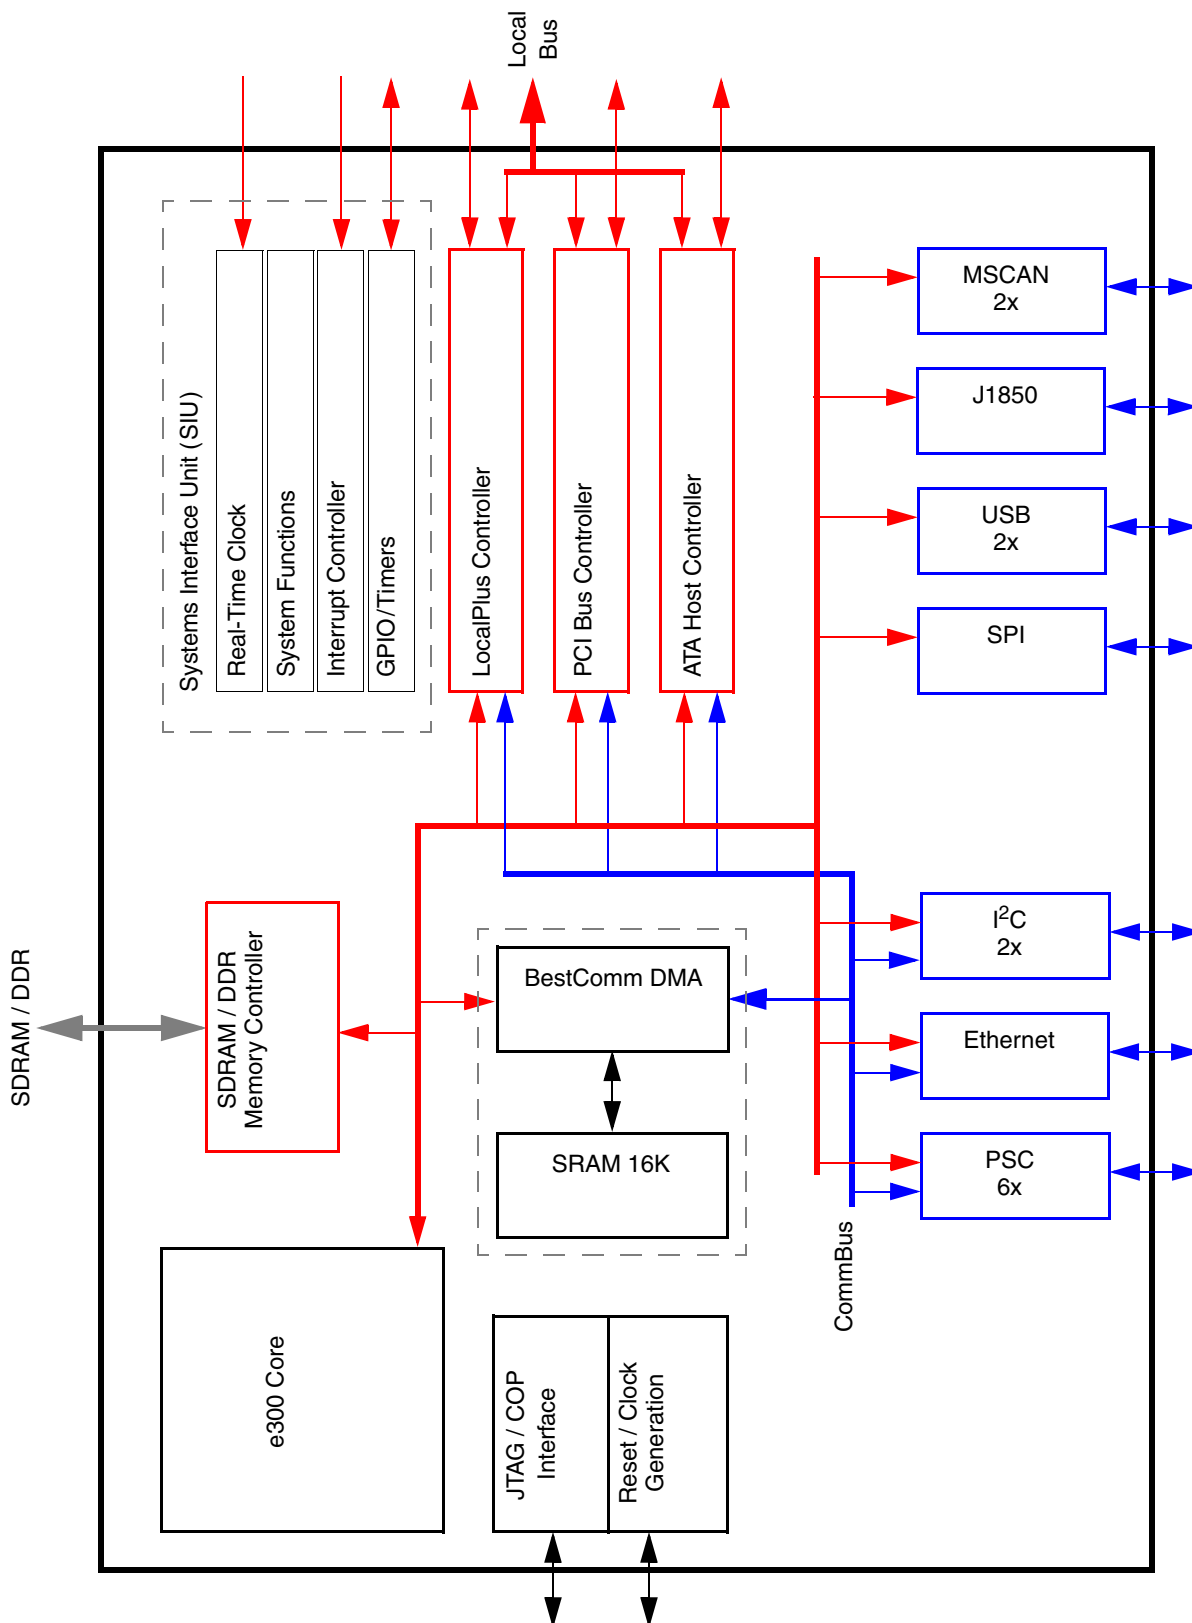 Local
Bus
Systems Interface Unit (SIU)
Real-Time Clock
System Functions
Interrupt Controller
GPIO/Timers
LocalPlus Controller
PCI Bus Controller
ATA Host Controller
MSCAN
2x
J1850
USB
2x
SPI
SDRAM / DDR
SDRAM / DDR
Memory Controller
BestComm DMA
SRAM 16K
I²C
2x
Ethernet
PSC
6x
CommBus
e300 Core
JTAG / COP
Interface
Reset / Clock
Generation